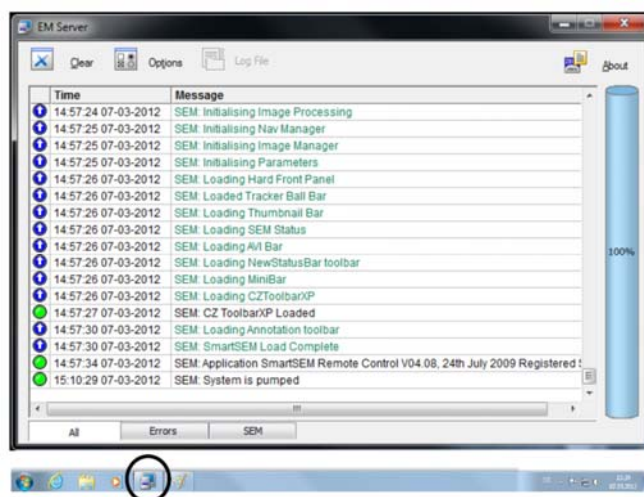 EM Server
Clear Options Log File About
Time Message
14:57:24 07-03-2012 SEM: Initialising Image Processing
14:57:25 07-03-2012 SEM: Initialising Nav Manager
14:57:25 07-03-2012 SEM: Initialising Image Manager
14:57:25 07-03-2012 SEM: Initialising Parameters
14:57:26 07-03-2012 SEM: Loading Hard Front Panel
14:57:26 07-03-2012 SEM: Loaded Tracker Ball Bar
14:57:26 07-03-2012 SEM: Loading Thumbnail Bar
14:57:26 07-03-2012 SEM: Loading SEM Status
14:57:26 07-03-2012 SEM: Loading AVI Bar
14:57:26 07-03-2012 SEM: Loading NewStatusBar toolbar
14:57:26 07-03-2012 SEM: Loading MiniBar
14:57:26 07-03-2012 SEM: Loading CZToolbarXP
14:57:27 07-03-2012 SEM: CZ ToolbarXP Loaded
14:57:30 07-03-2012 SEM: Loading Annotation toolbar
14:57:30 07-03-2012 SEM: SmartSEM Load Complete
14:57:34 07-03-2012 SEM: Application SmartSEM Remote Control V04.08, 24th July 2009 Registered
15:10:29 07-03-2012 SEM: System is pumped
100%
All Errors SEM